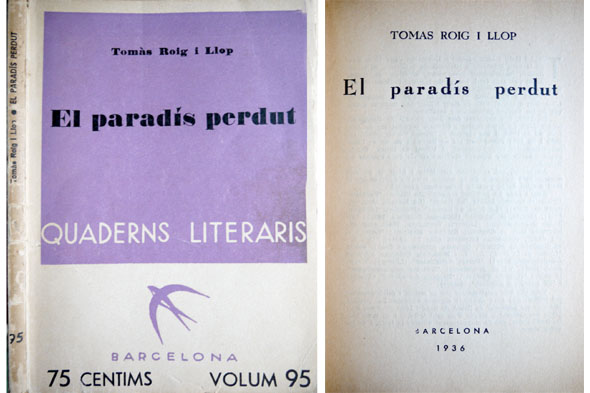 Tomàs Roig i Llop ● EL PARADÍS PERDUT
75
Tomàs Roig i Llop
El paradís perdut
QUADERNS LITERARIS
BARCELONA
75 CENTIMS VOLUM 95
TOMAS ROIG I LLOP
El paradís perdut
BARCELONA
1936